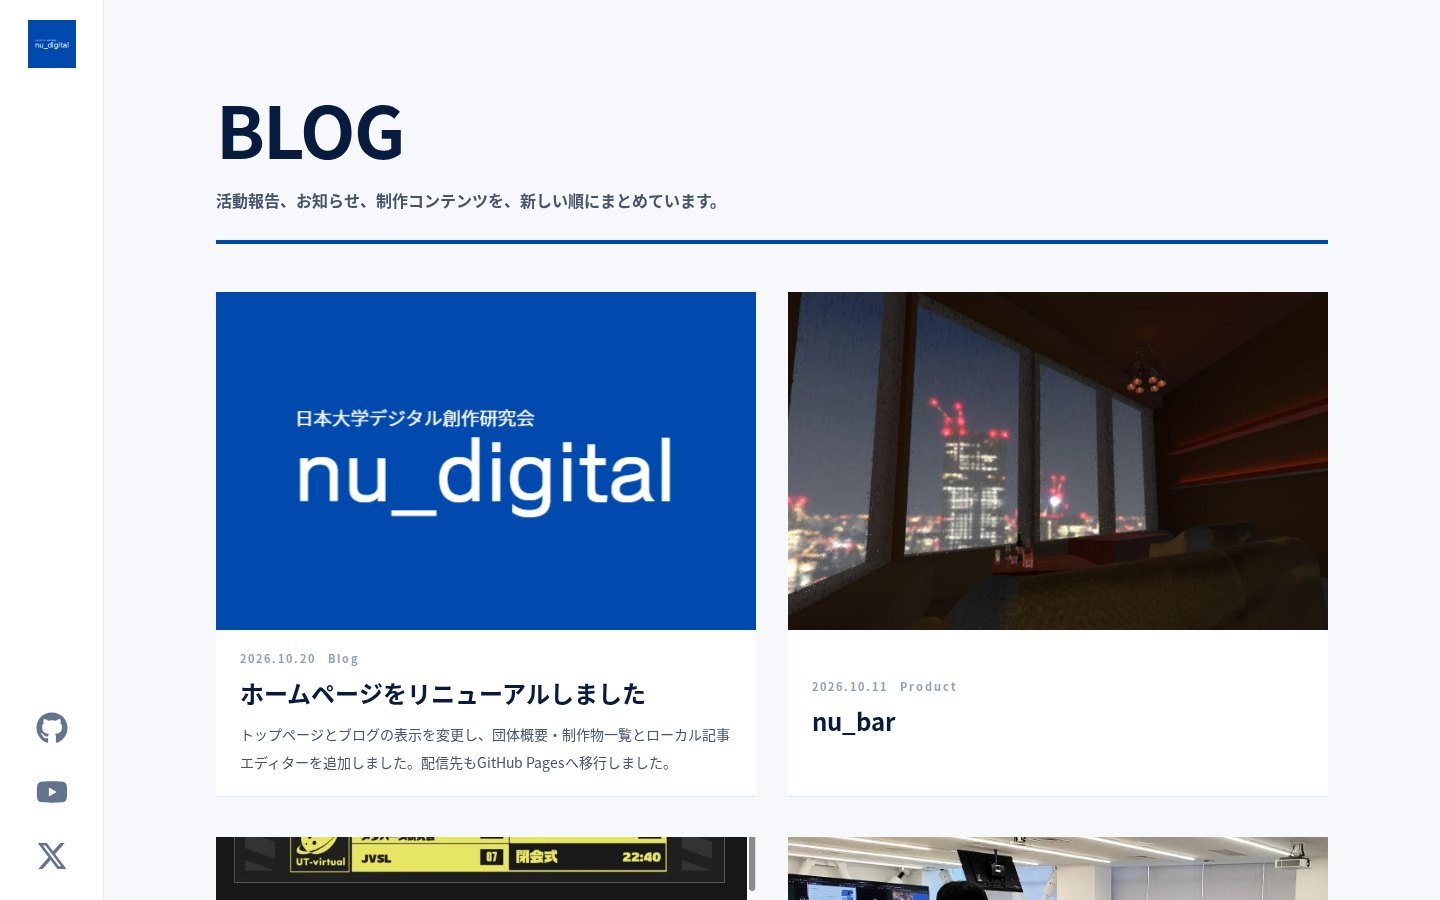 nu_digital
BLOG
活動報告、お知らせ、制作コンテンツを、新しい順にまとめています。
日本大学デジタル創作研究会
nu_digital
2026.10.20 Blog
ホームページをリニューアルしました
トップページとブログの表示を変更し、団体概要・制作物一覧とローカル記事
エディターを追加しました。配信先もGitHub Pagesへ移行しました。
2026.10.11 Product
nu_bar
UT-virtual
JVSL
07
閉会式
22:40